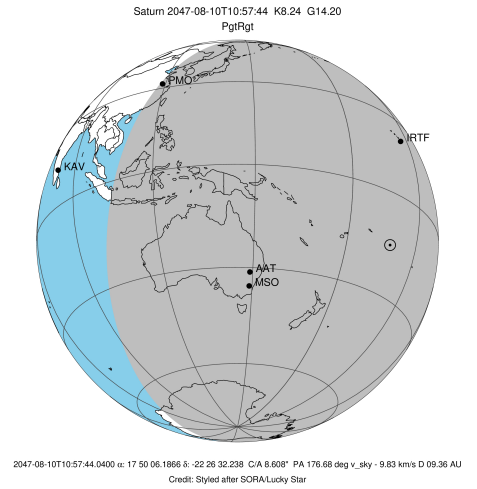 Saturn 2047-08-10T10:57:44 K8.24 G14.20
PgtRgt
PMO
IRTF
KAV
AAT
MSO
2047-08-10T10:57:44.0400 α: 17 50 06.1866 δ: -22 26 32.238 C/A 8.608" PA 176.68 deg v_sky - 9.83 km/s D 09.36 AU
Credit: Styled after SORA/Lucky Star